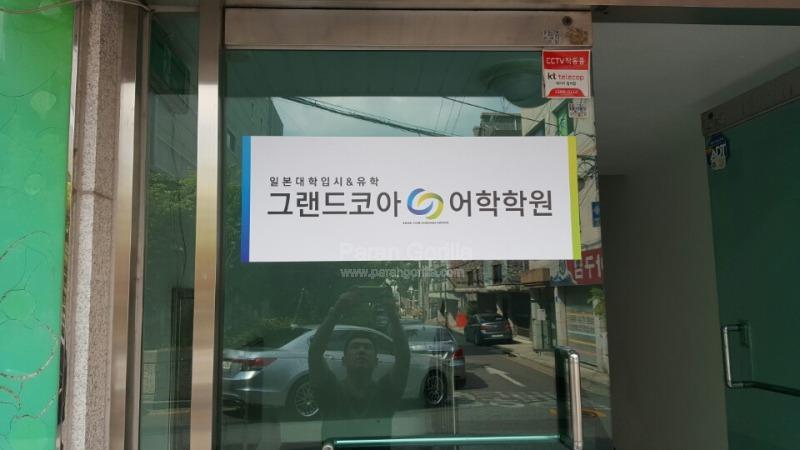 CCTV작동중
kt telecop
일본대학입시&유학
그랜드코아 어학학원
Paran Gorilla
www.parangorilla.com